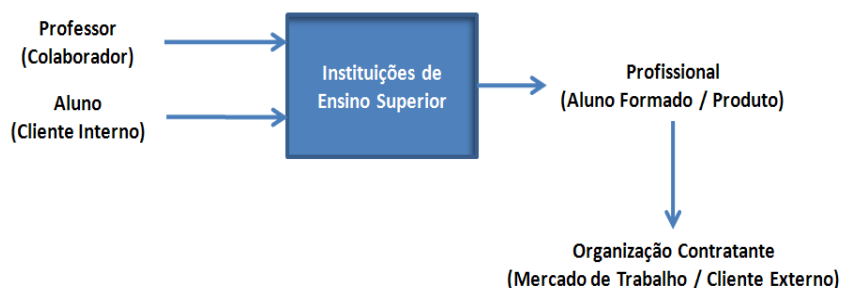 Professor
(Colaborador)
Aluno
(Cliente Interno)
Instituições de
Ensino Superior
Profissional
(Aluno Formado / Produto)
Organização Contratante
(Mercado de Trabalho / Cliente Externo)